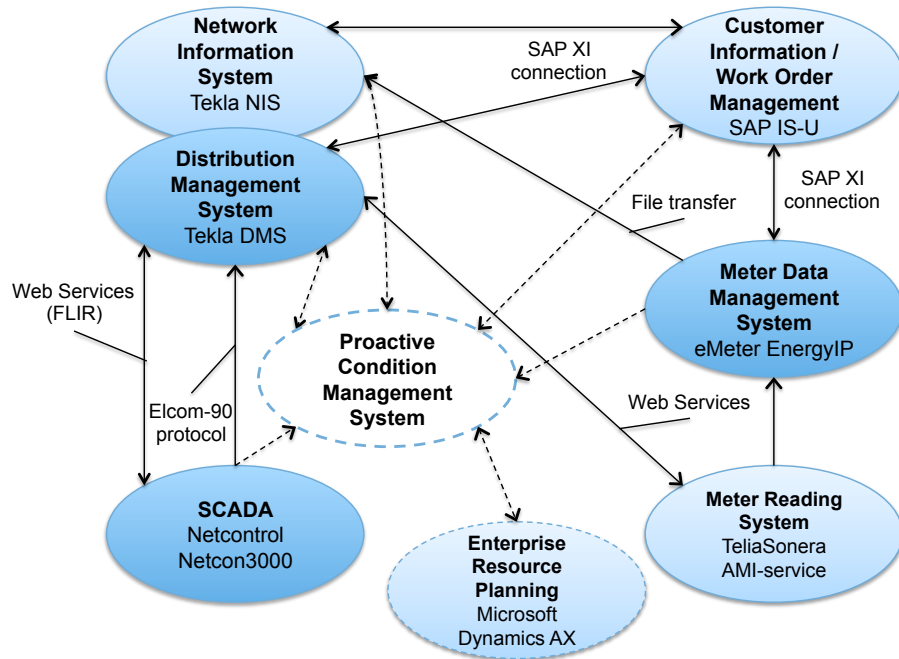 Network
Information
System
Tekla NIS
SAP XI
connection
Customer
Information /
Work Order
Management
SAP IS-U
Distribution
Management
System
Tekla DMS
SAP XI
connection
File transfer
Web Services
(FLIR)
Meter Data
Management
System
eMeter EnergyIP
Proactive
Condition
Management
System
Elcom-90
protocol
Web Services
SCADA
Netcontrol
Netcon3000
Meter Reading
System
TeliaSonera
AMI-service
Enterprise
Resource
Planning
Microsoft
Dynamics AX